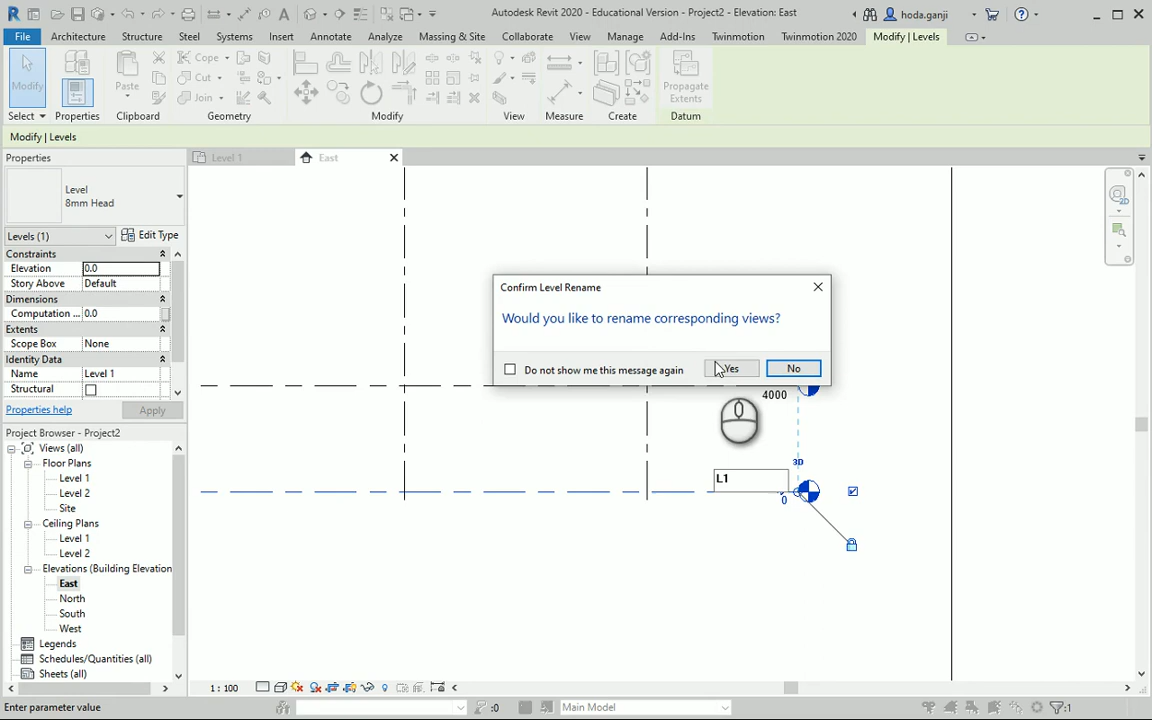 Autodesk Revit 2020 - Educational Version - Project2 - Elevation: East
hoda.ganji
File Architecture Structure Steel Systems Insert Annotate Analyze Massing & Site Collaborate View Manage Add-Ins Twinmotion Twinmotion 2020 Modify | Levels
Modify
Paste
Cope
Cut
Join
Propagate
Extents
Select Properties Clipboard Geometry Modify View Measure Create Datum
Modify | Levels
Properties
Level 1
East
Level
8mm Head
Levels (1)
Edit Type
Constraints
Elevation 0.0
Story Above Default
Dimensions
Computation ... 0.0
Extents
Scope Box None
Identity Data
Name Level 1
Structural
Properties help
Apply
Project Browser - Project2
Views (all)
Floor Plans
Level 1
Level 2
Site
Ceiling Plans
Level 1
Level 2
Elevations (Building Elevation
East
North
South
West
Legends
Schedules/Quantities (all)
Sheets (all)
Confirm Level Rename
Would you like to rename corresponding views?
Do not show me this message again
Yes
No
4000
3D
L1
0
2D
1 : 100
Enter parameter value
:0
Main Model
:1